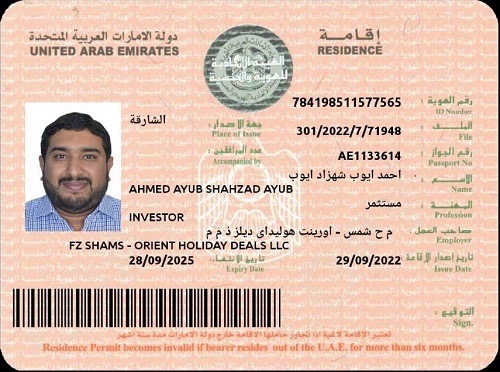 دولة الامارات العربية المتحدة
UNITED ARAB EMIRATES
إقامة
RESIDENCE
الهيئة الاتحادية
للهوية والجنسية
رقم الهوية :
784198511577565
ID Number
الشارقة
جهة الاصدار:
Place of Issue
301/2022/7/71948
الملف :
File
عدد المرافقين :
Accompanied by
AE1133614
رقم الجواز :
Passport No
احمد ايوب شهزاد ايوب
الاسم :
AHMED AYUB SHAHZAD AYUB
Name
مستثمر
المهنة :
INVESTOR
Profession
م ح شمس - اورينت هوليداى ديلز ذ م م
صاحب العمل :
FZ SHAMS - ORIENT HOLIDAY DEALS LLC
Employer
28/09/2025
تاريخ الانتهاء:
Expiry Date
29/09/2022
تاريخ إصدار الإقامة
Issue Date
التوقيع :
Sign.
تعتبر الاقامة لاغية اذا تجاوز حاملها الاقامة خارج دولة الامارات مدة ستة اشهر
Residence Permit becomes invalid if bearer resides out of the U.A.E. for more than six months.